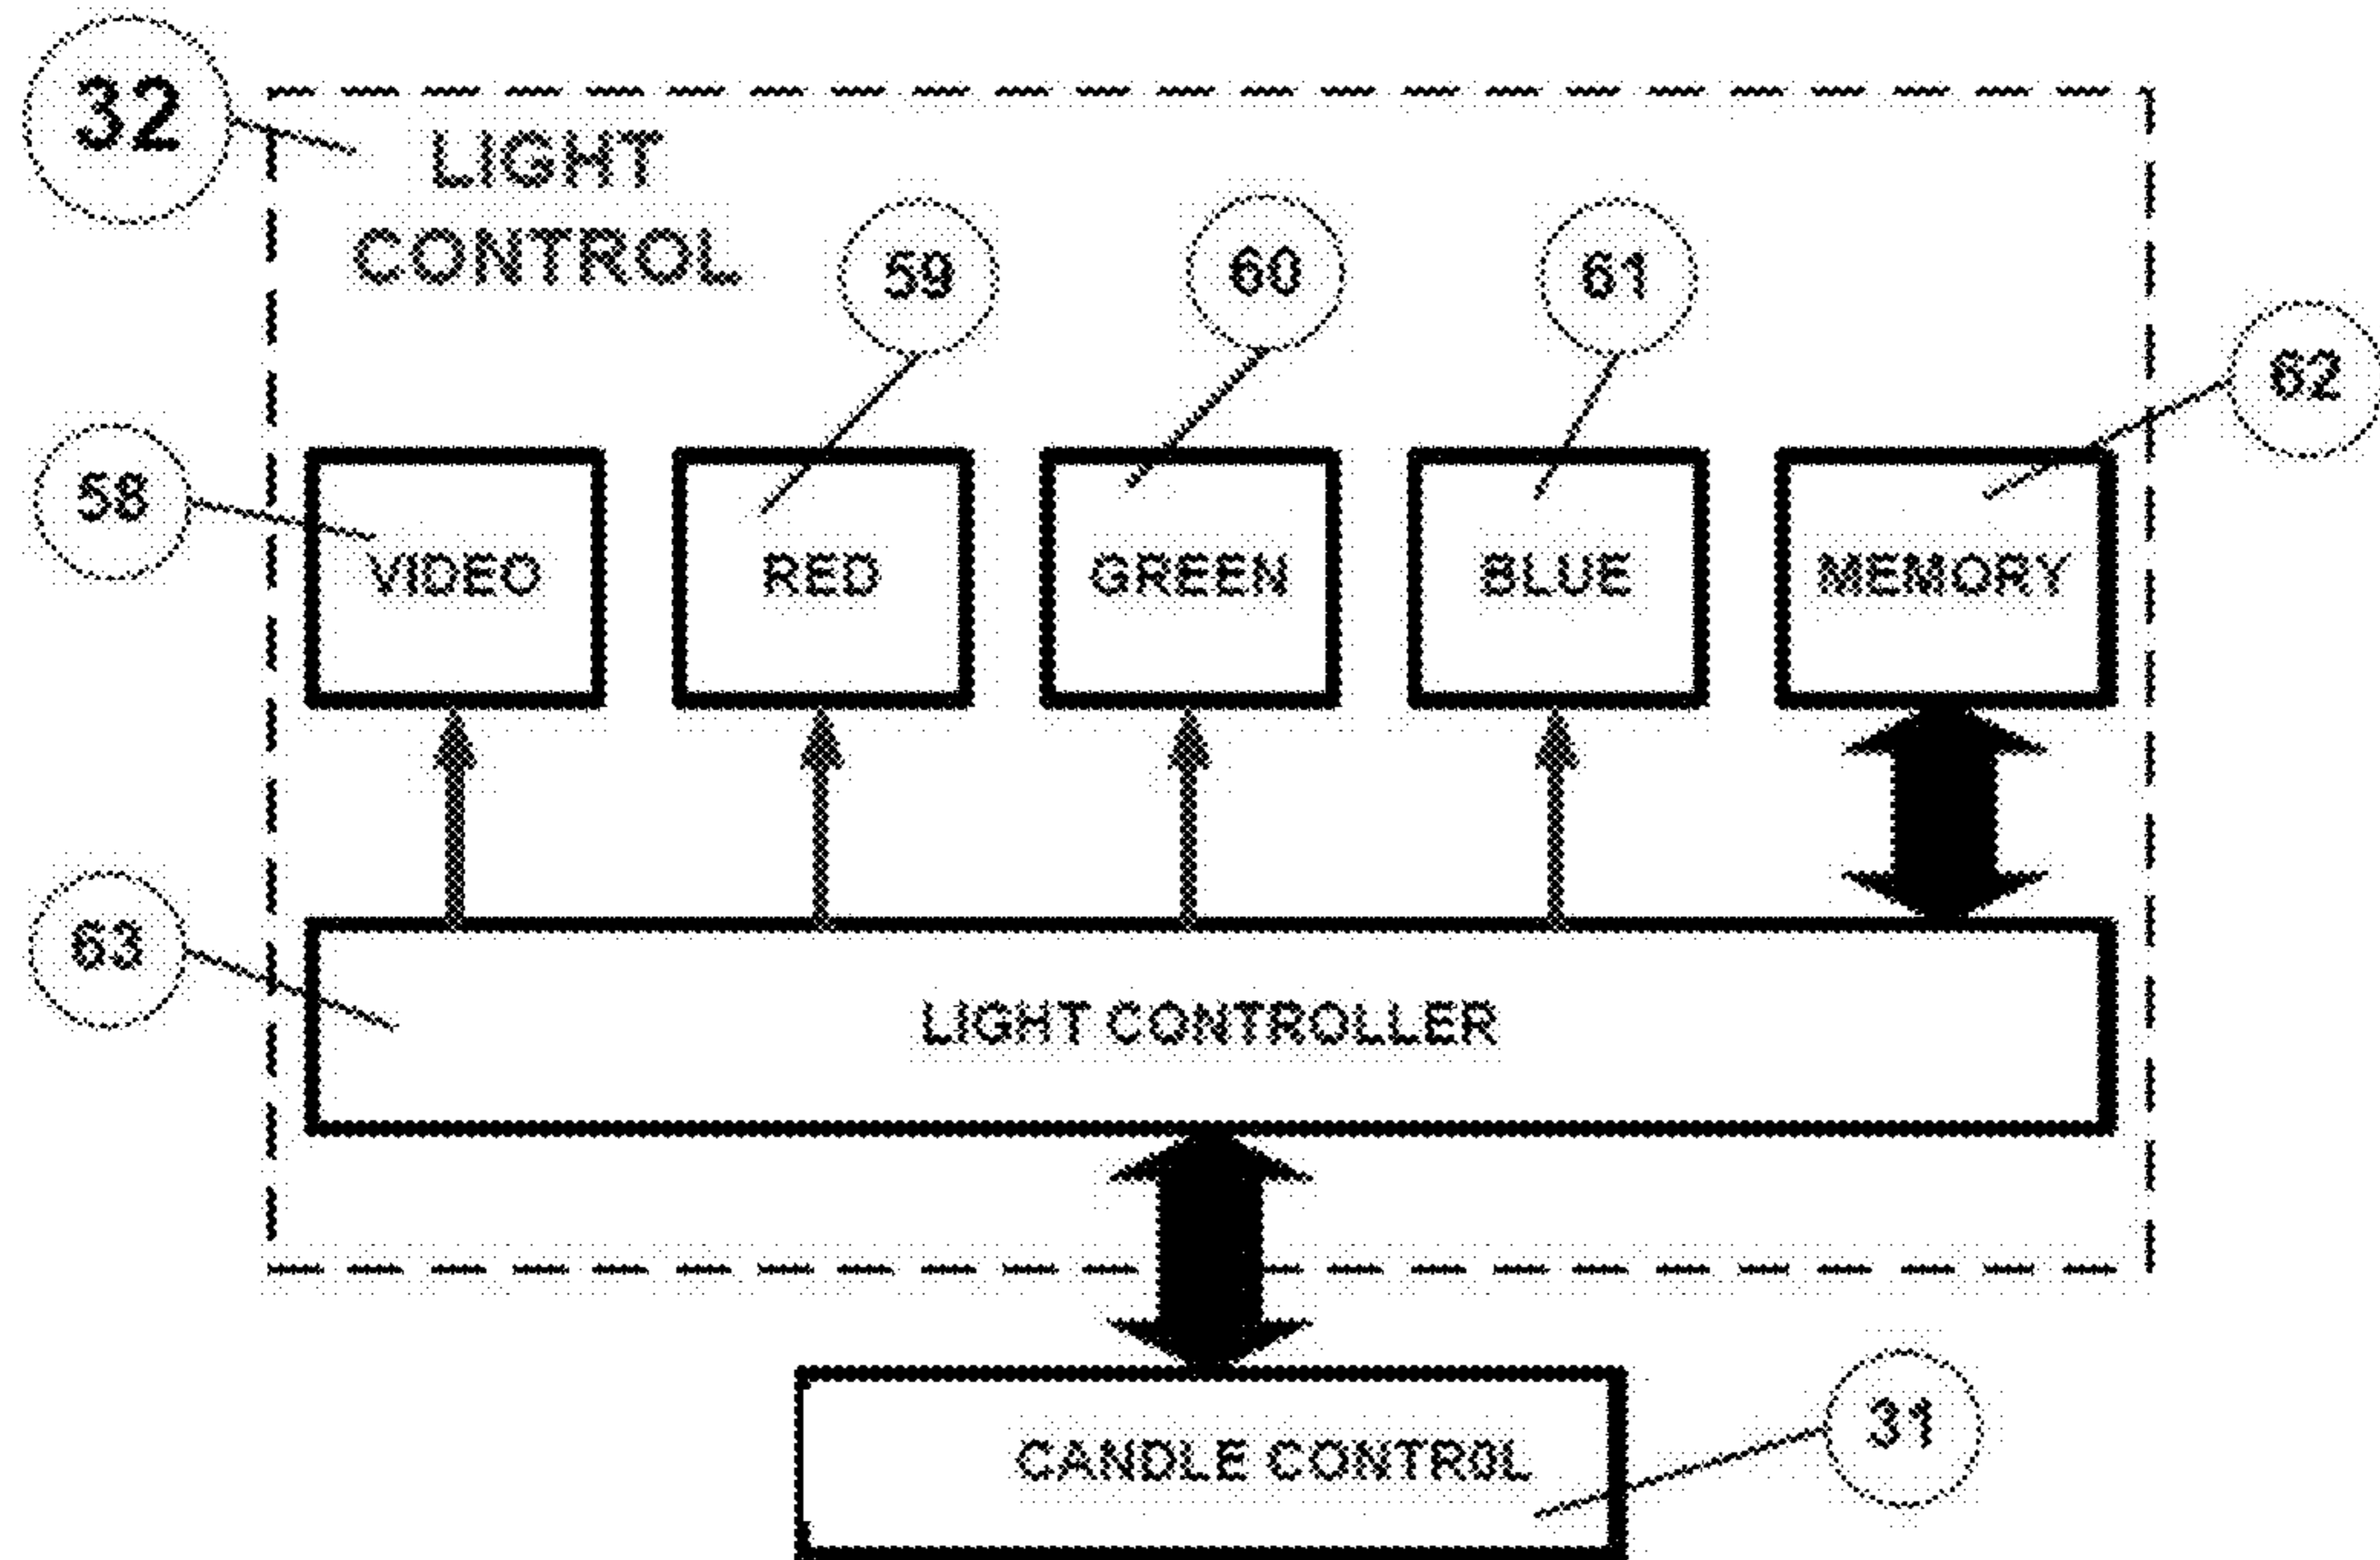 32
LIGHT
CONTROL
59
60
61
62
58
VIDEO
RED
GREEN
BLUE
MEMORY
63
LIGHT CONTROLLER
31
CANDLE CONTROL